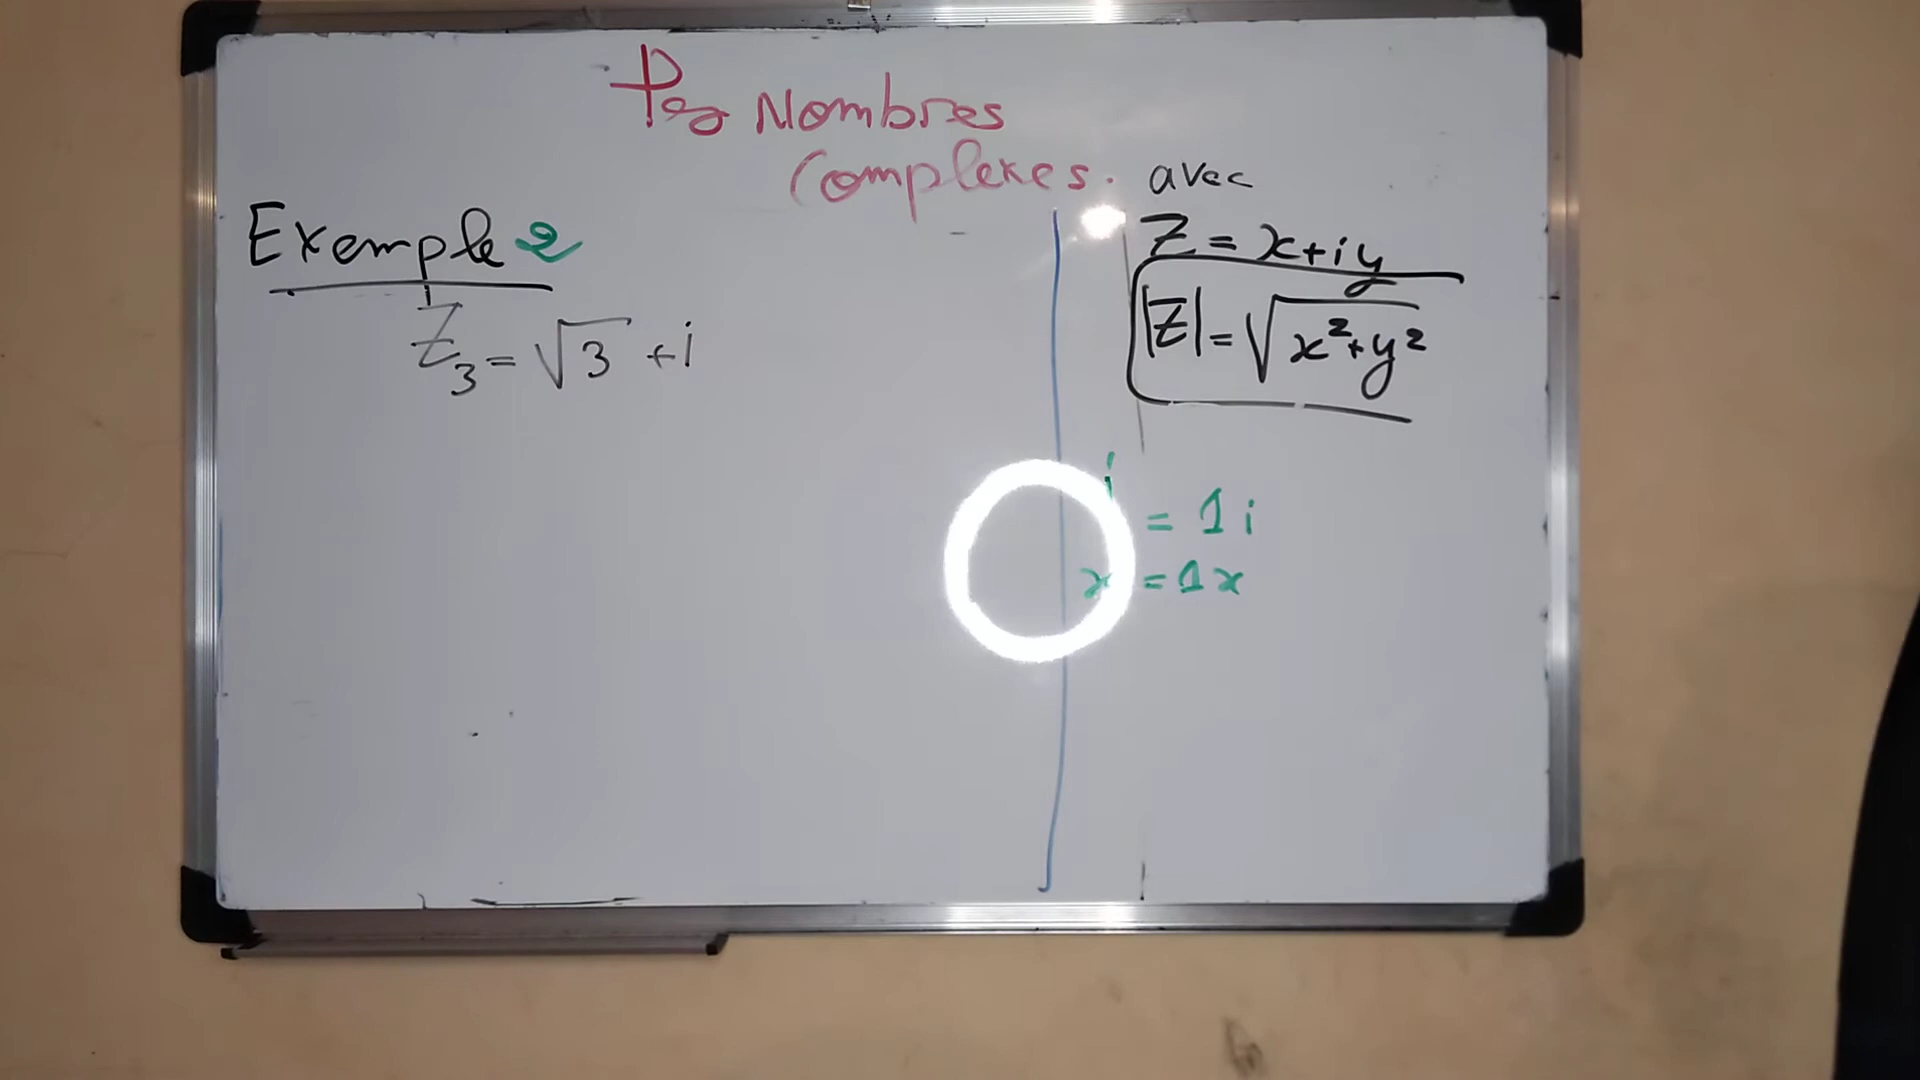 Les Nombres
Complexes.
Exemple 2
Z₃ = √3 + i
avec
Z = x + iy
|Z| = √x² + y²
i = 1i
x = 1x